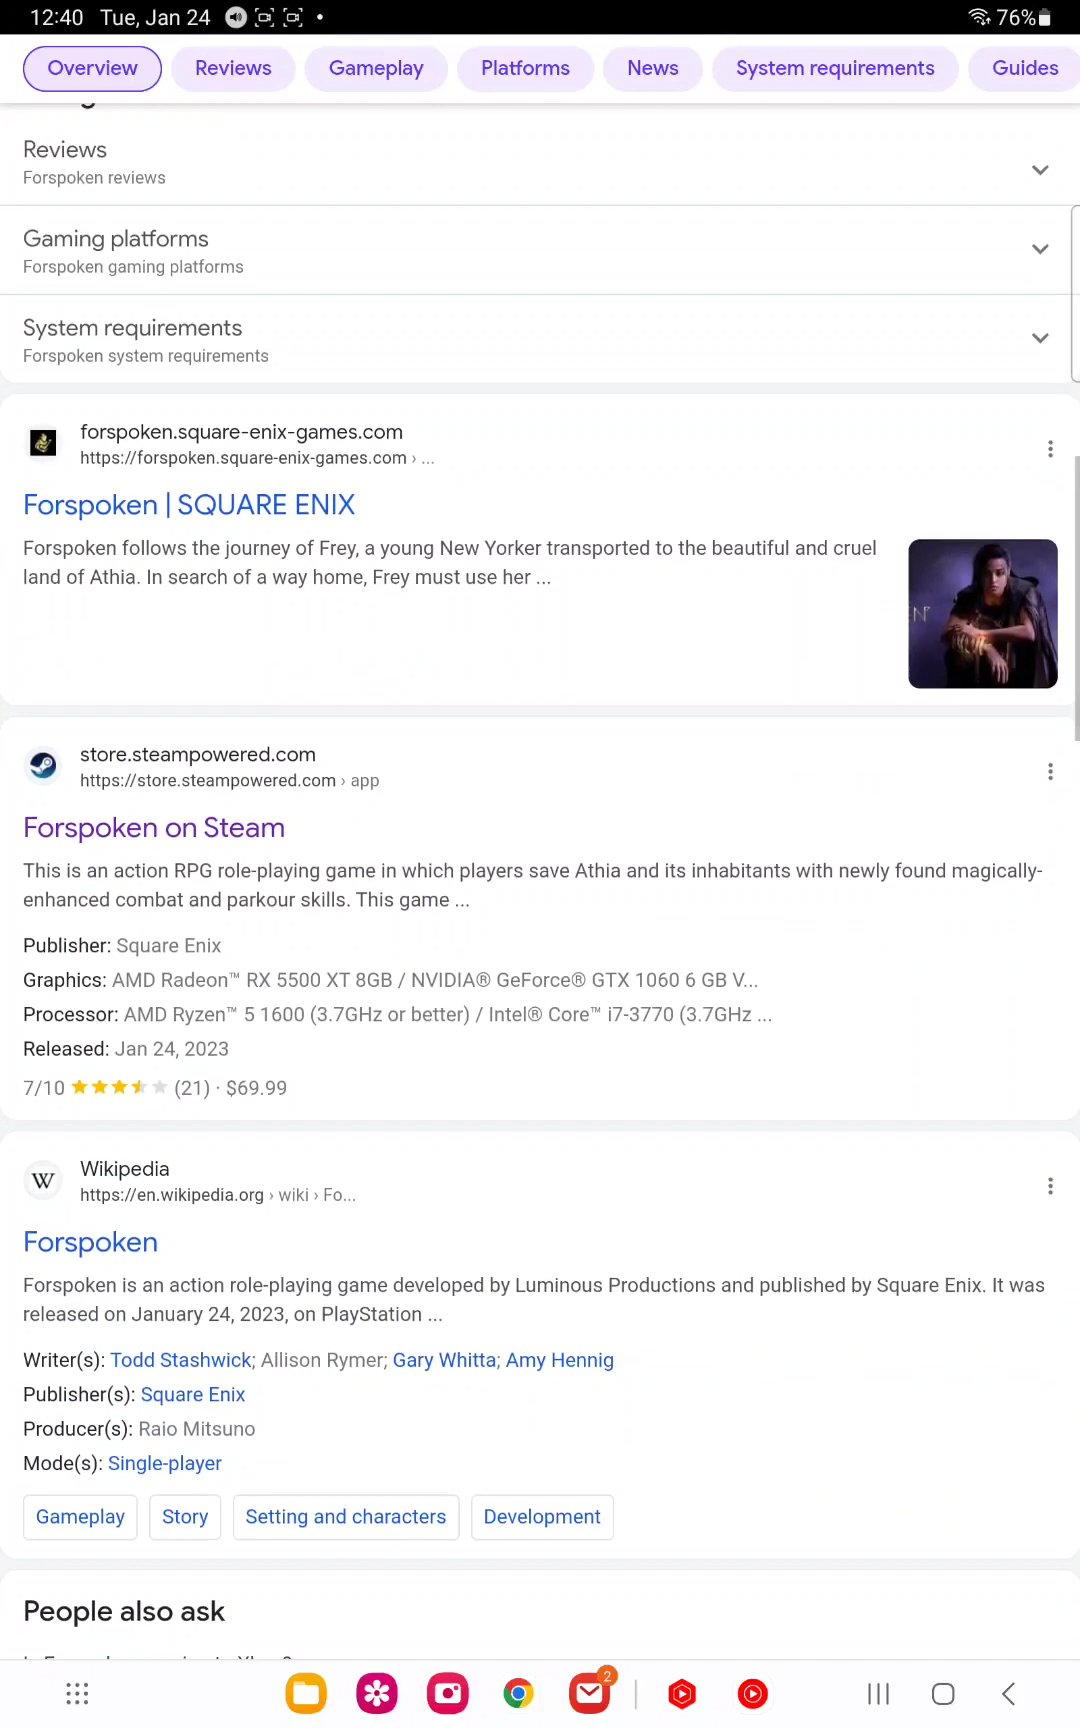 12:40 Tue, Jan 24
76%
Overview Reviews Gameplay Platforms News System requirements Guides
Reviews
Forspoken reviews
Gaming platforms
Forspoken gaming platforms
System requirements
Forspoken system requirements
forspoken.square-enix-games.com
https://forspoken.square-enix-games.com › ...
Forspoken | SQUARE ENIX
Forspoken follows the journey of Frey, a young New Yorker transported to the beautiful and cruel
land of Athia. In search of a way home, Frey must use her ...
store.steampowered.com
https://store.steampowered.com › app
Forspoken on Steam
This is an action RPG role-playing game in which players save Athia and its inhabitants with newly found magically-
enhanced combat and parkour skills. This game ...
Publisher: Square Enix
Graphics: AMD Radeon™ RX 5500 XT 8GB / NVIDIA® GeForce® GTX 1060 6 GB V...
Processor: AMD Ryzen™ 5 1600 (3.7GHz or better) / Intel® Core™ i7-3770 (3.7GHz ...
Released: Jan 24, 2023
7/10 (21) · $69.99
W
Wikipedia
https://en.wikipedia.org › wiki › Fo...
Forspoken
Forspoken is an action role-playing game developed by Luminous Productions and published by Square Enix. It was
released on January 24, 2023, on PlayStation ...
Writer(s): Todd Stashwick; Allison Rymer; Gary Whitta; Amy Hennig
Publisher(s): Square Enix
Producer(s): Raio Mitsuno
Mode(s): Single-player
Gameplay Story Setting and characters Development
People also ask
2